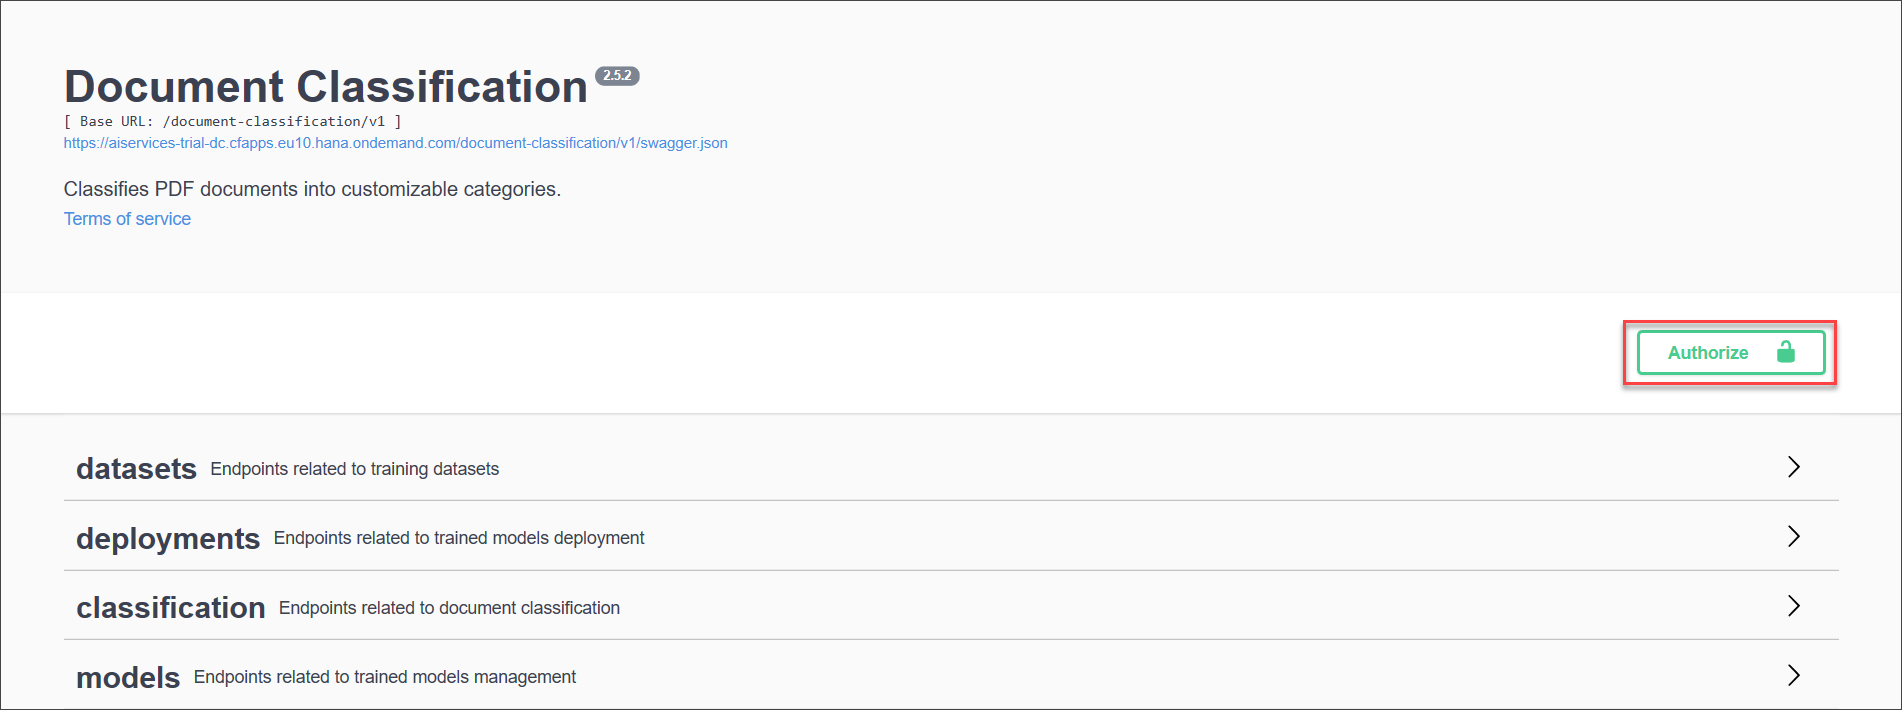 Document Classification 2.5.2
[ Base URL: /document-classification/v1 ]
https://aiservices-trial-dc.cfapps.eu10.hana.ondemand.com/document-classification/v1/swagger.json
Classifies PDF documents into customizable categories.
Terms of service
Authorize
datasets Endpoints related to training datasets
deployments Endpoints related to trained models deployment
classification Endpoints related to document classification
models Endpoints related to trained models management